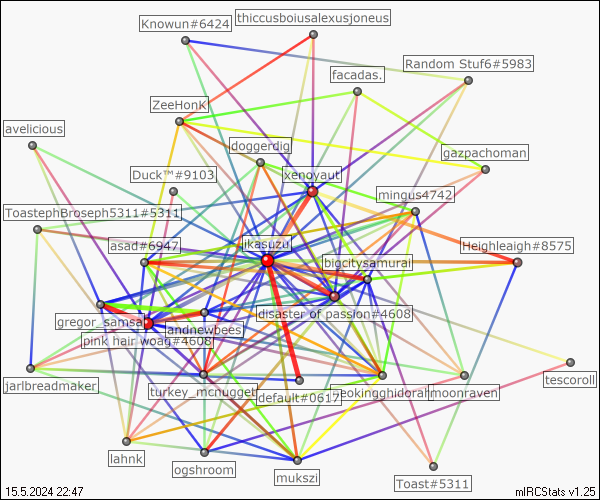 thiccusboiusalexusjoneus
Knowun#6424
Random Stuf6#5983
facadas.
ZeeHonK
avelicious
doggerdig
gazpachoman
Duck™#9103
xenoyaut
mingus4742
ToastephBroseph5311#5311
asad#6947
ikasuzu
Heighleaigh#8575
bigcitysamurai
disaster of passion#4608
gregor_samsa
andnewbees
pink hair woag#4608
jarlbreadmaker
turkey_mcnugget
default#0617
moonraven
tescoroll
lahnk
ogshroom
mukszi
Toast#5311
15.5.2024 22:47
mIRCStats v1.25